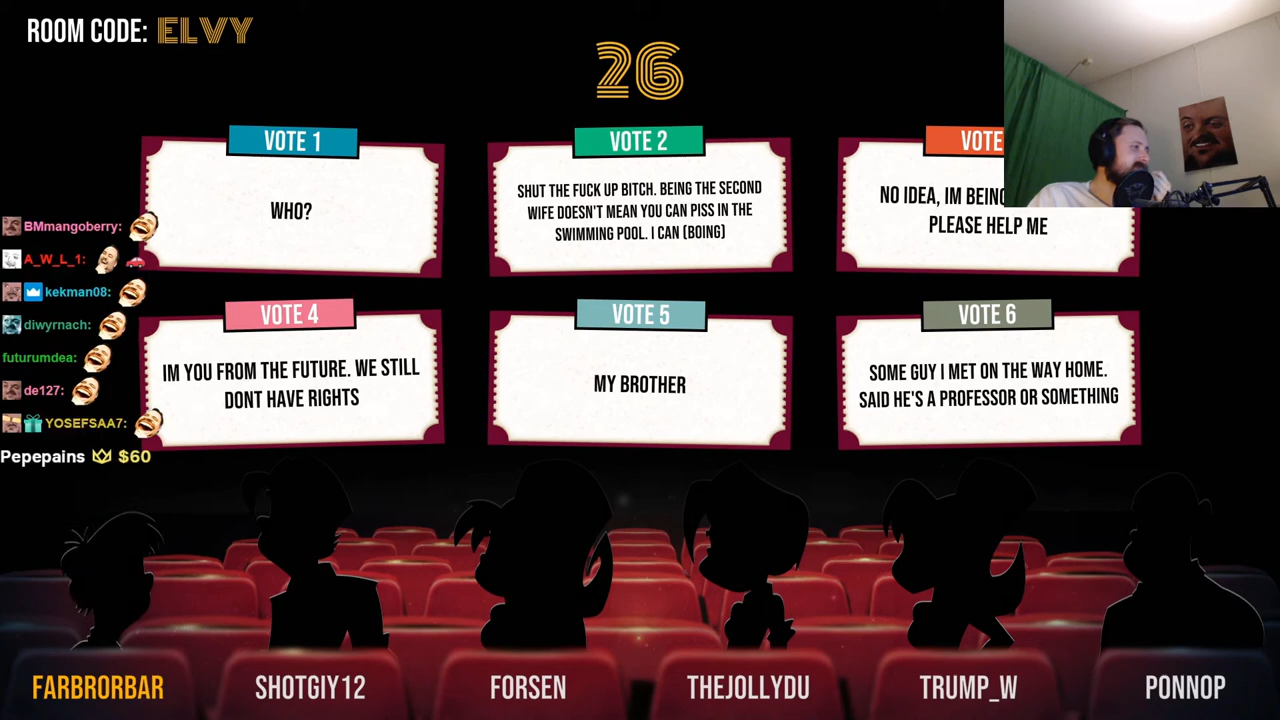 ROOM CODE: ELVY
26
VOTE 1
WHO?
VOTE 2
SHUT THE FUCK UP BITCH. BEING THE SECOND
WIFE DOESN'T MEAN YOU CAN PISS IN THE
SWIMMING POOL. I CAN (BOING)
VOTE
NO IDEA, IM BEING
PLEASE HELP ME
VOTE 4
IM YOU FROM THE FUTURE. WE STILL
DONT HAVE RIGHTS
VOTE 5
MY BROTHER
VOTE 6
SOME GUY I MET ON THE WAY HOME.
SAID HE'S A PROFESSOR OR SOMETHING
BMmangoberry:
A_W_L_1:
kekman08:
diwyrnach:
futurumdea:
de127:
YOSEFSAA7:
Pepepains $60
FARBRORBAR
SHOTGIY12
FORSEN
THEJOLLYDU
TRUMP_W
PONNOP